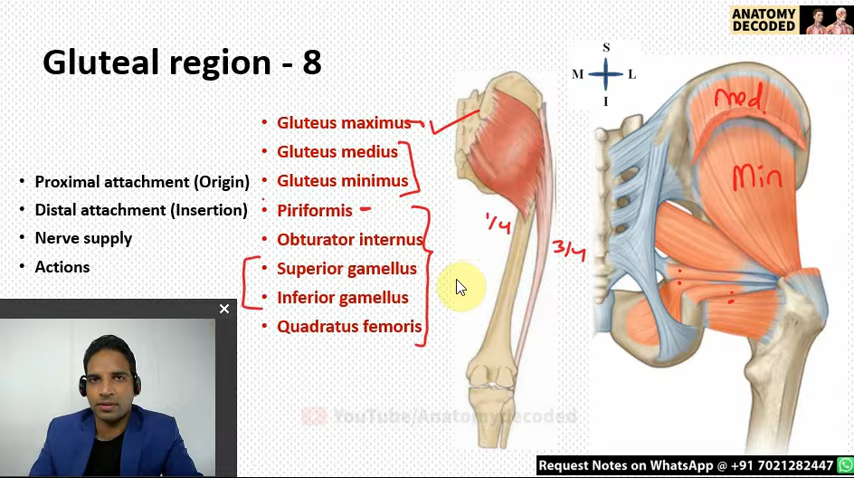 ANATOMY
DECODED
Gluteal region - 8
S
M L
I
• Gluteus maximus
• Gluteus medius
• Gluteus minimus
• Piriformis
• Obturator internus
• Superior gamellus
• Inferior gamellus
• Quadratus femoris
• Proximal attachment (Origin)
• Distal attachment (Insertion)
• Nerve supply
• Actions
1/4
3/4
med.
Min
YouTube/Anatomydecoded
Request Notes on WhatsApp @ +91 7021282447